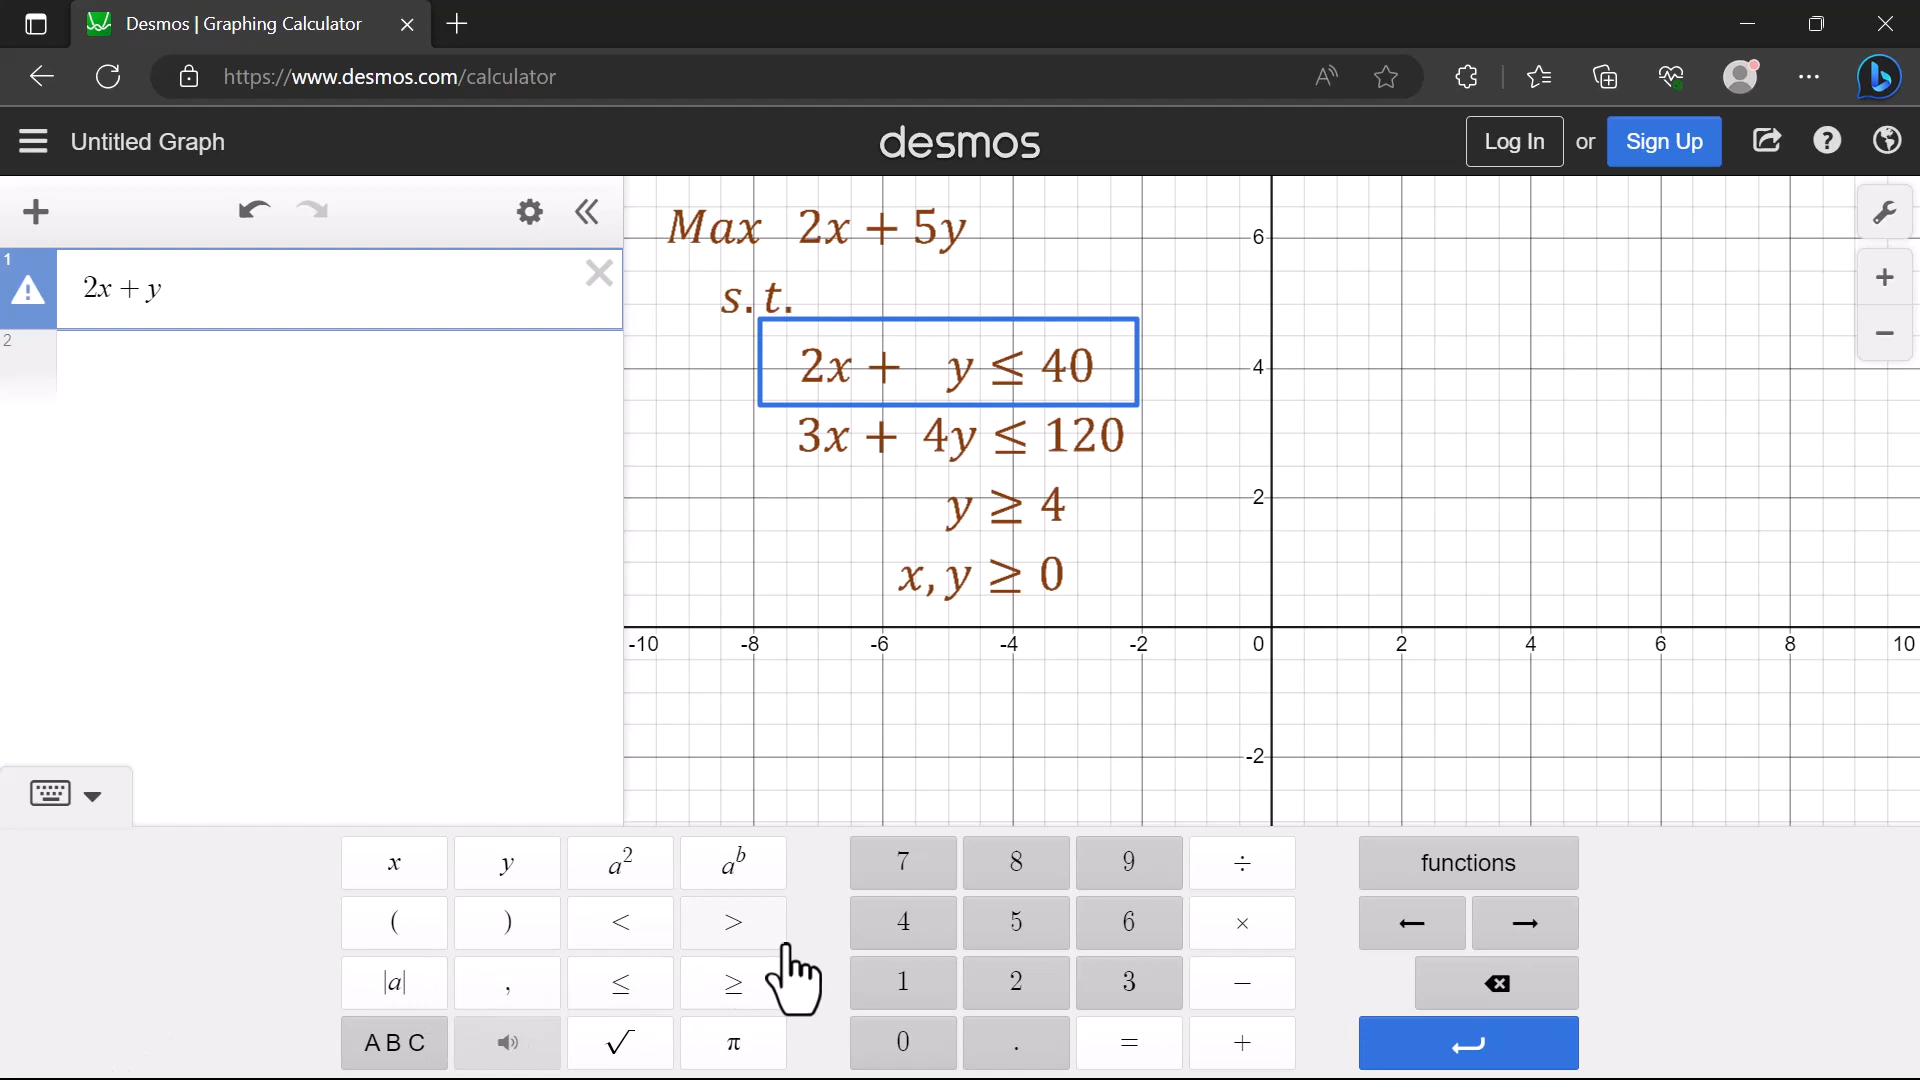 Desmos | Graphing Calculator
https://www.desmos.com/calculator
Untitled Graph
desmos
Log In or Sign Up
1
2x + y
2
Max 2x + 5y
s.t.
2x + y ≤ 40
3x + 4y ≤ 120
y ≥ 4
x, y ≥ 0
6
4
2
-10 -8 -6 -4 -2 0 2 4 6 8 10
-2
x y a² aᵇ 7 8 9 ÷ functions
( ) < > 4 5 6 × ← →
|a| , ≤ ≥ 1 2 3 −
A B C √ π 0 . = +